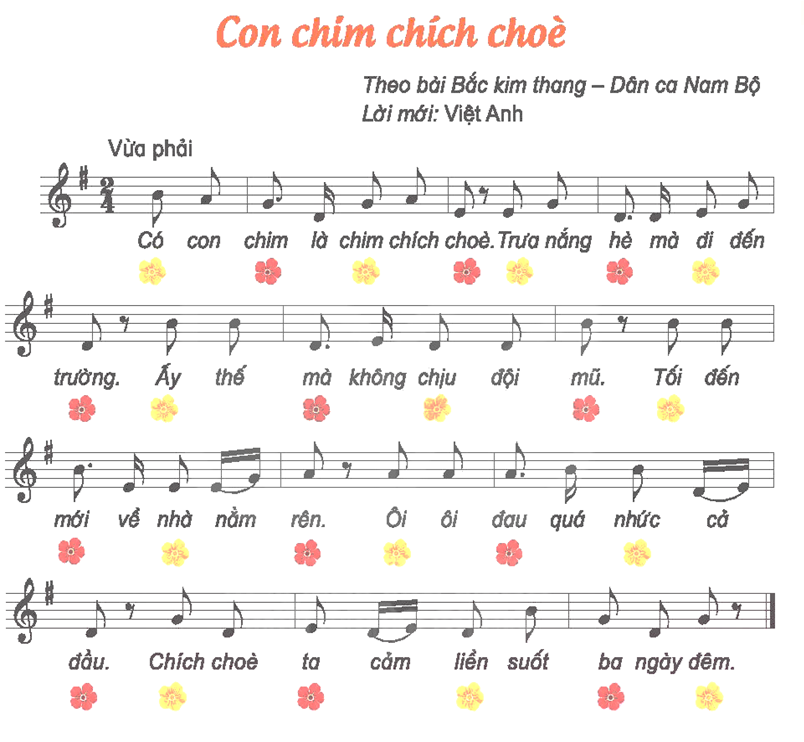 Con chim chích choè
Theo bài Bắc kim thang – Dân ca Nam Bộ
Lời mới: Việt Anh
Vừa phải
2
4
Có con chim là chim chích choè. Trưa nắng hè mà đi đến
trường. Ấy thế mà không chịu đội mũ. Tối đến
mới về nhà nằm rên. Ôi ôi đau quá nhức cả
đầu. Chích choè ta cảm liền suốt ba ngày đêm.